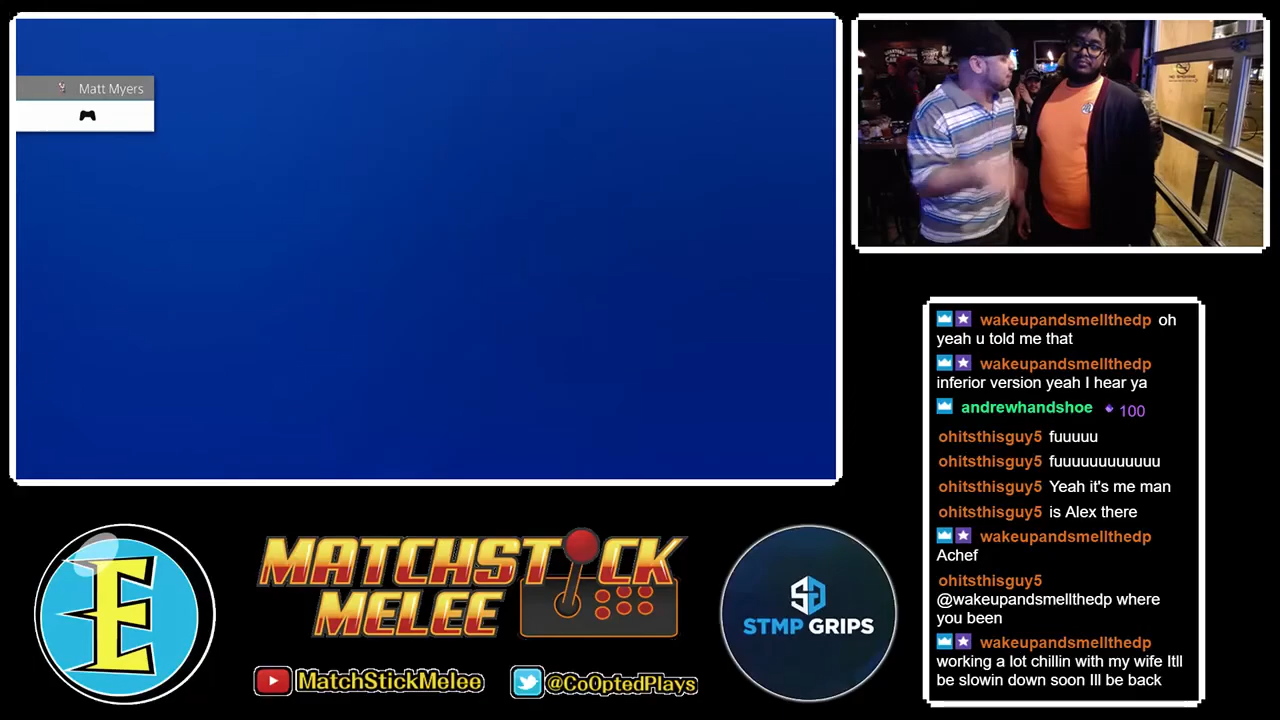 Matt Myers
wakeupandsmellthedp oh
yeah u told me that
wakeupandsmellthedp
inferior version yeah I hear ya
andrewhandshoe 100
ohitsthisguy5 fuuuuu
ohitsthisguy5 fuuuuuuuuuuuu
ohitsthisguy5 Yeah it's me man
ohitsthisguy5 is Alex there
wakeupandsmellthedp
Achef
ohitsthisguy5
@wakeupandsmellthedp where
you been
wakeupandsmellthedp
working a lot chillin with my wife Itll
be slowin down soon Ill be back
E
MATCHSTICK
MELEE
MatchStickMelee
@CoOptedPlays
SG
STMP GRIPS